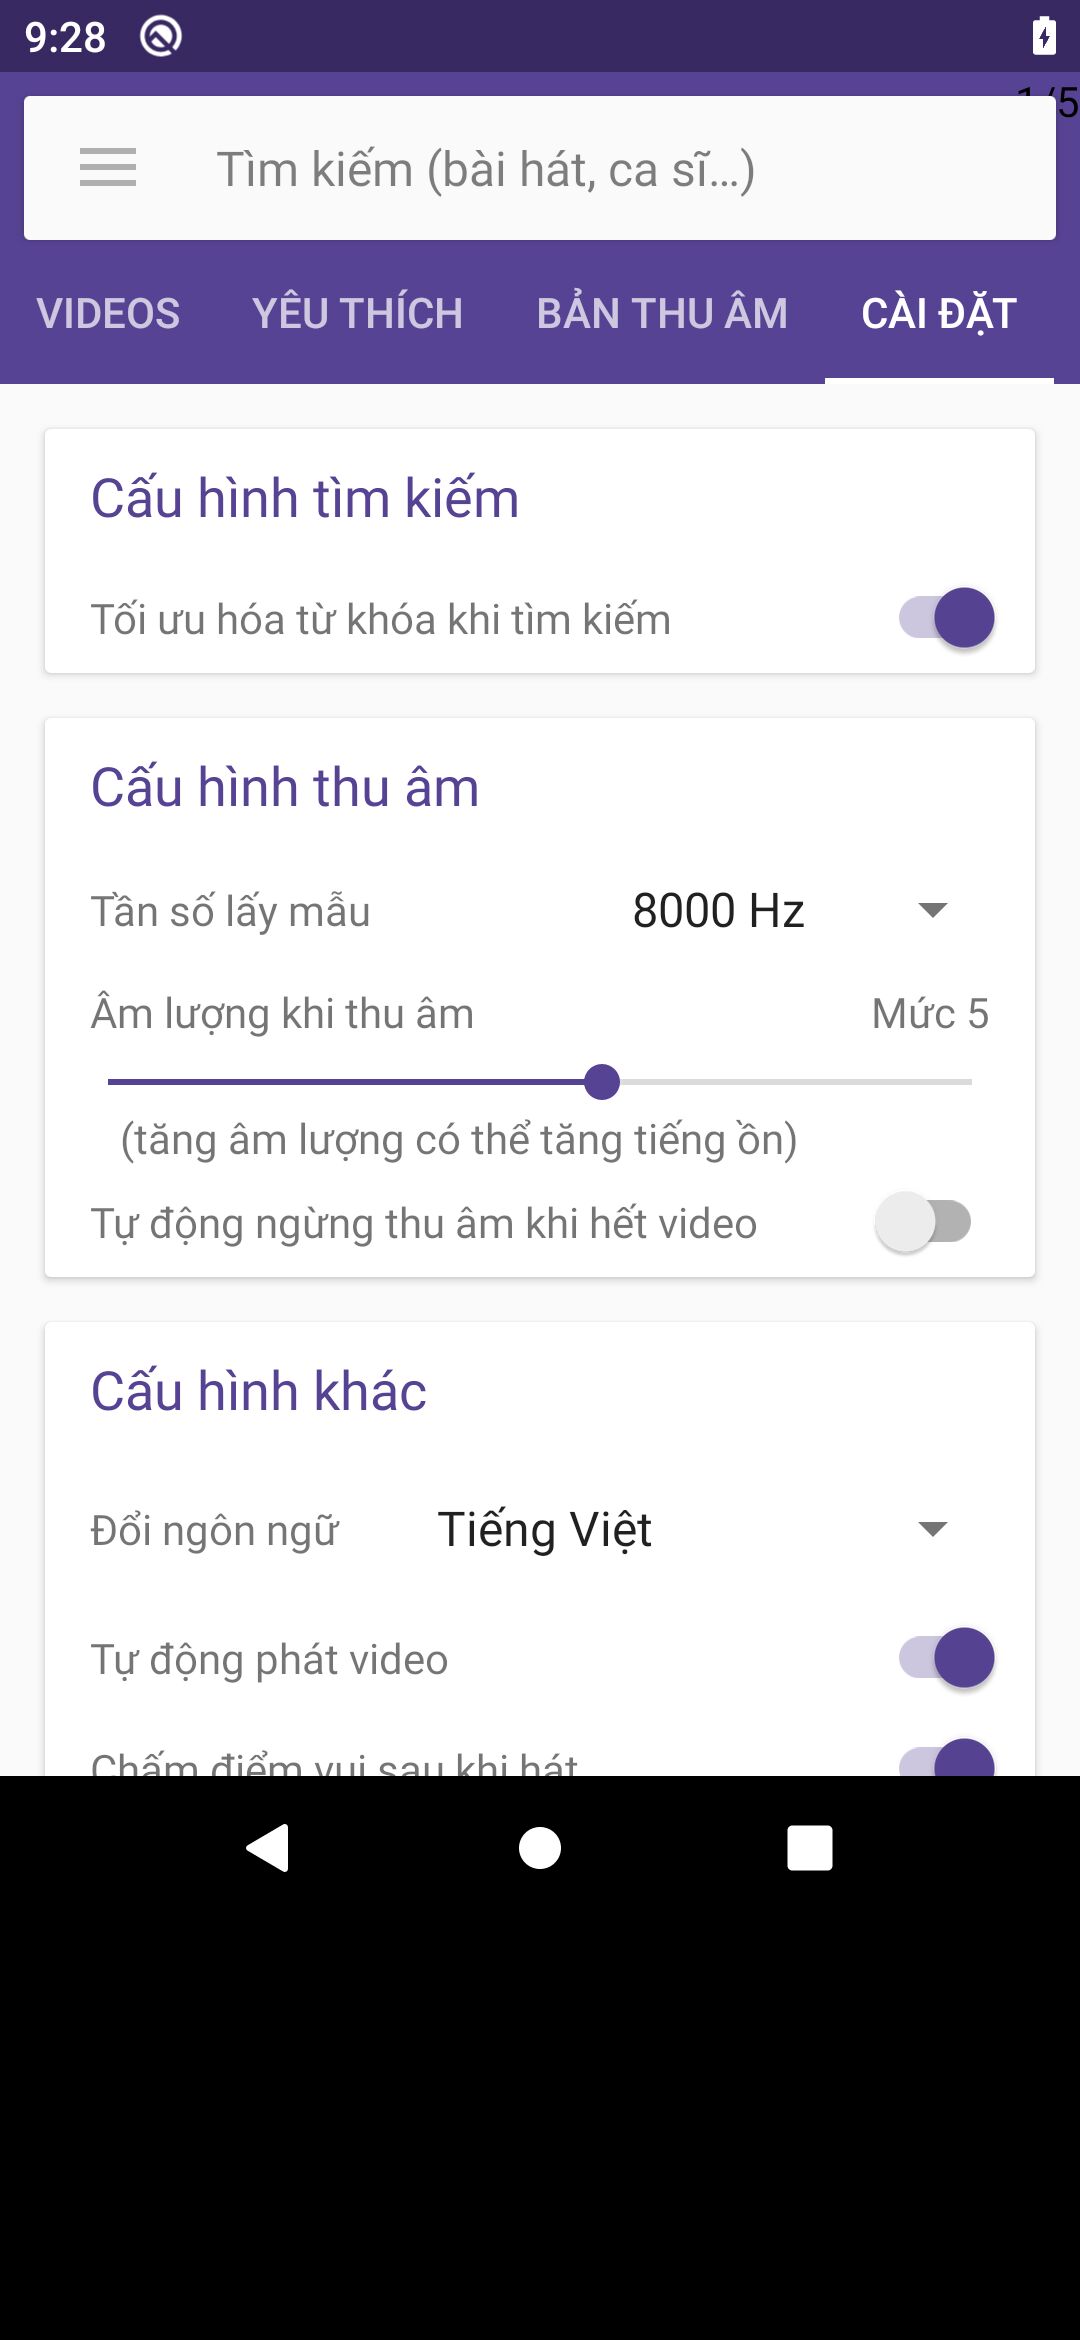 9:28
1/5
Tìm kiếm (bài hát, ca sĩ...)
VIDEOS YÊU THÍCH BẢN THU ÂM CÀI ĐẶT
Cấu hình tìm kiếm
Tối ưu hóa từ khóa khi tìm kiếm
Cấu hình thu âm
Tần số lấy mẫu 8000 Hz
Âm lượng khi thu âm Mức 5
(tăng âm lượng có thể tăng tiếng ồn)
Tự động ngừng thu âm khi hết video
Cấu hình khác
Đổi ngôn ngữ Tiếng Việt
Tự động phát video
Chấm điểm vui sau khi hát